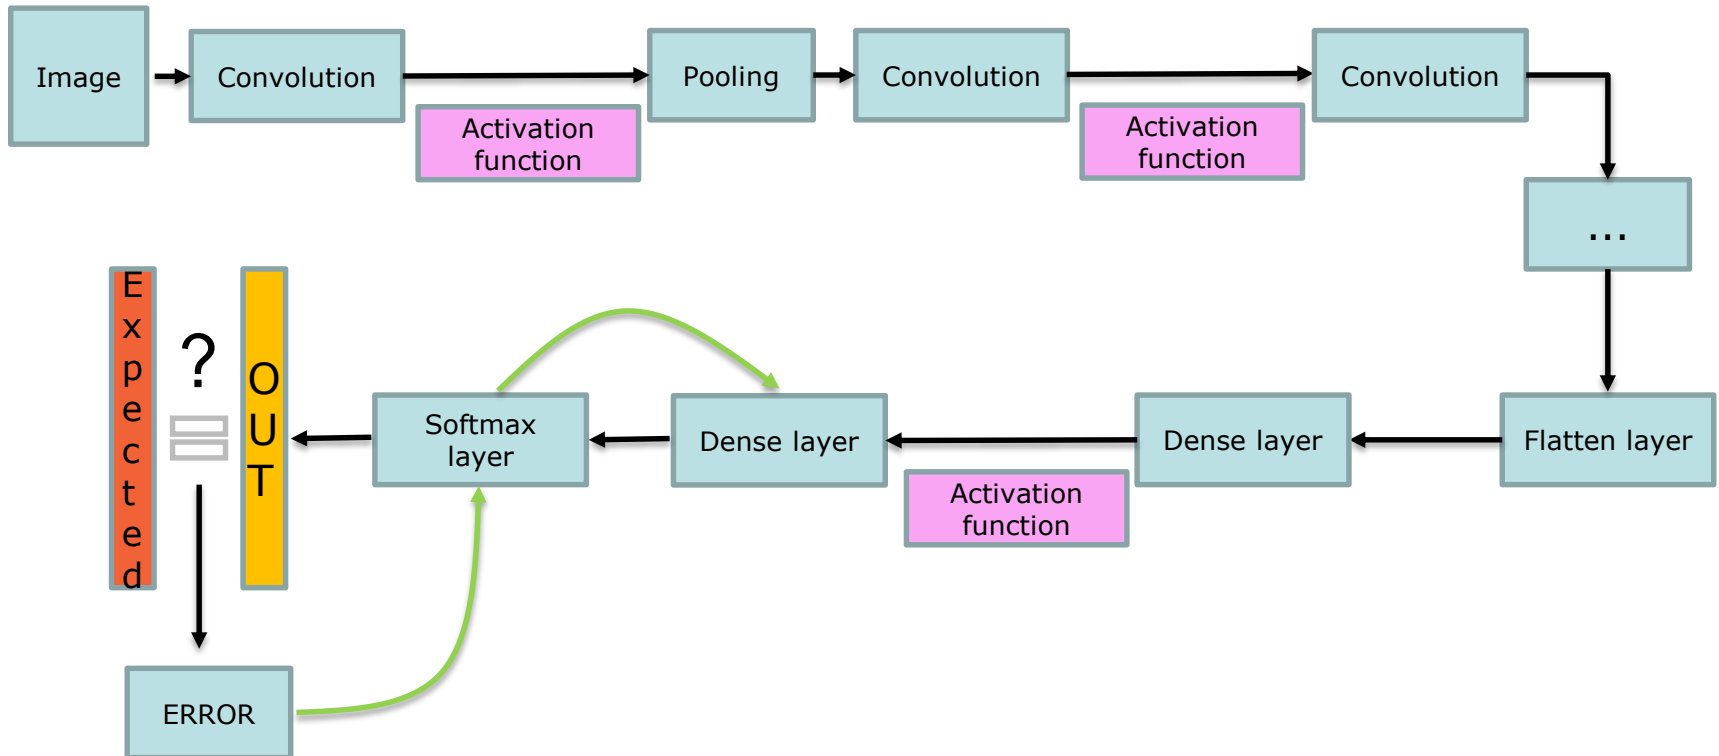 Image
Convolution
Pooling
Convolution
Convolution
Activation
function
Activation
function
...
Expected
?
OUT
Softmax
layer
Dense layer
Dense layer
Flatten layer
Activation
function
ERROR